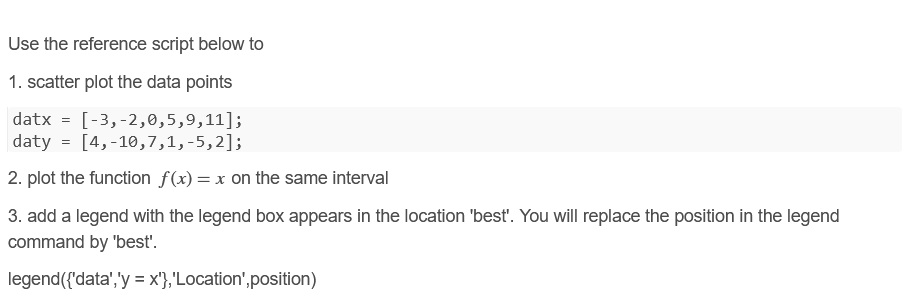 Use the reference script below to
1. scatter plot the data points
datx = [-3,-2,0,5,9,11];
daty = [4,-10,7,1,-5,2];
2. plot the function f(x) = x on the same interval
3. add a legend with the legend box appears in the location 'best'. You will replace the position in the legend
command by 'best'.
legend({'data','y = x'},'Location',position)